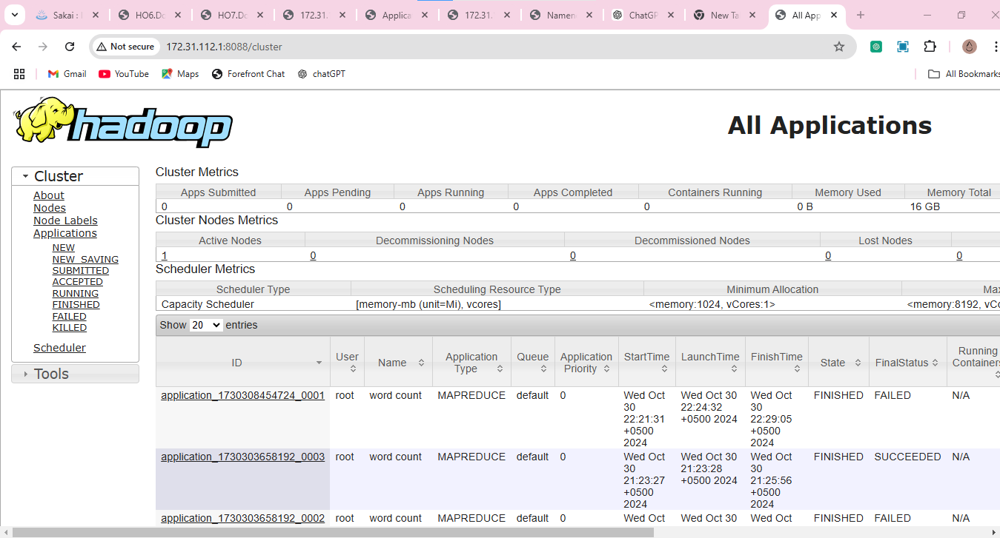 Sakai :
HO6.D
HO7.D
172.31.
Applica
172.31.
Namen
ChatGP
New Ta
All App
Not secure 172.31.112.1:8088/cluster
Gmail YouTube Maps Forefront Chat chatGPT All Bookmarks
hadoop
All Applications
Cluster
About
Nodes
Node Labels
Applications
NEW
NEW_SAVING
SUBMITTED
ACCEPTED
RUNNING
FINISHED
FAILED
KILLED
Scheduler
Tools
Cluster Metrics
Apps Submitted Apps Pending Apps Running Apps Completed Containers Running Memory Used Memory Total
0 0 0 0 0 0 B 16 GB
Cluster Nodes Metrics
Active Nodes Decommissioning Nodes Decommissioned Nodes Lost Nodes
1 0 0 0 0
Scheduler Metrics
Scheduler Type Scheduling Resource Type Minimum Allocation Max
Capacity Scheduler [memory-mb (unit=Mi), vcores] <memory:1024, vCores:1> <memory:8192, vCo
Show 20 entries
ID User Name Application Type Queue Application Priority StartTime LaunchTime FinishTime State FinalStatus Running Containers
application_1730308454724_0001 root word count MAPREDUCE default 0 Wed Oct 30 22:21:31 +0500 2024 Wed Oct 30 22:24:32 +0500 2024 Wed Oct 30 22:29:05 +0500 2024 FINISHED FAILED N/A
application_1730303658192_0003 root word count MAPREDUCE default 0 Wed Oct 30 21:23:27 +0500 2024 Wed Oct 30 21:23:28 +0500 2024 Wed Oct 30 21:25:56 +0500 2024 FINISHED SUCCEEDED N/A
application_1730303658192_0002 root word count MAPREDUCE default 0 Wed Oct Wed Oct 30 Wed Oct FINISHED FAILED N/A